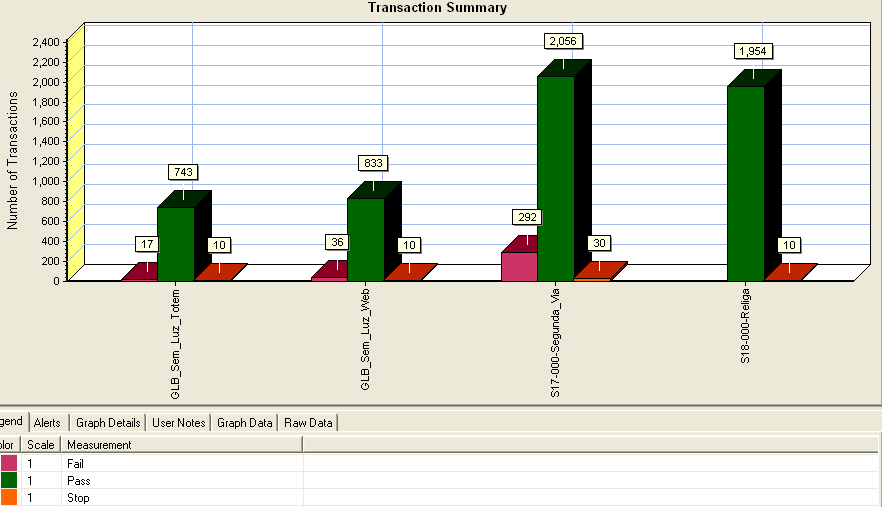 Transaction Summary
Number of Transactions
2,400
2,200
2,000
1,800
1,600
1,400
1,200
1,000
800
600
400
200
0
17
743
10
36
833
10
292
2,056
30
1,954
10
GLB_Sem_Luz_Totem
GLB_Sem_Luz_Web
S17-000-Segunda_Via
S18-000-Religa
gend Alerts Graph Details User Notes Graph Data Raw Data
olor Scale Measurement
1 Fail
1 Pass
1 Stop